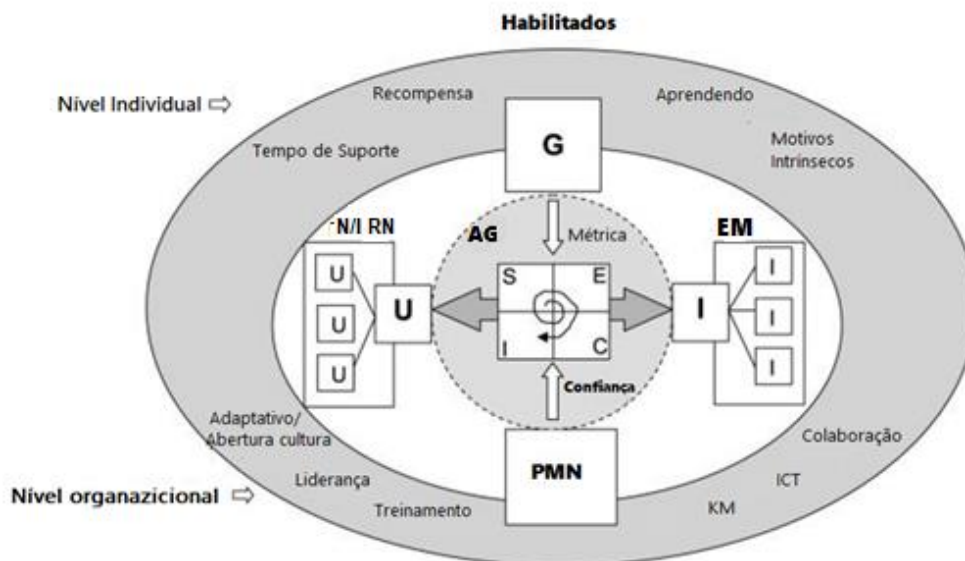 Habilitados
Nível Individual
Recompensa
Aprendendo
Tempo de Suporte
Motivos
Intrínsecos
G
N/I RN
AG
Métrica
EM
U
U
U
U
S
E
I
C
I
I
I
I
Confiança
Adaptativo/
Abertura cultura
Colaboração
PMN
Liderança
ICT
Nível organazicional
Treinamento
KM